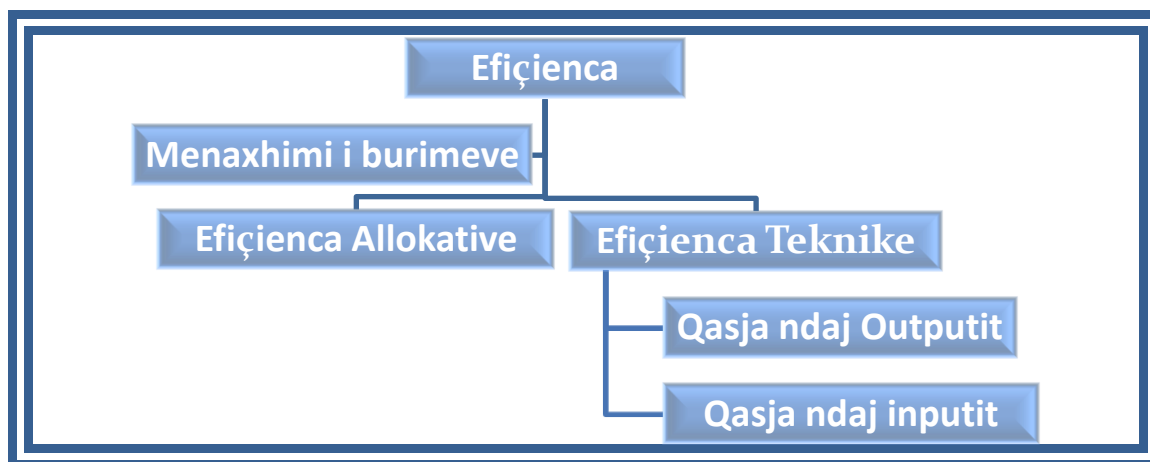 Efiçienca
Menaxhimi i burimeve
Efiçienca Allokative
Efiçienca Teknike
Qasja ndaj Outputit
Qasja ndaj inputit